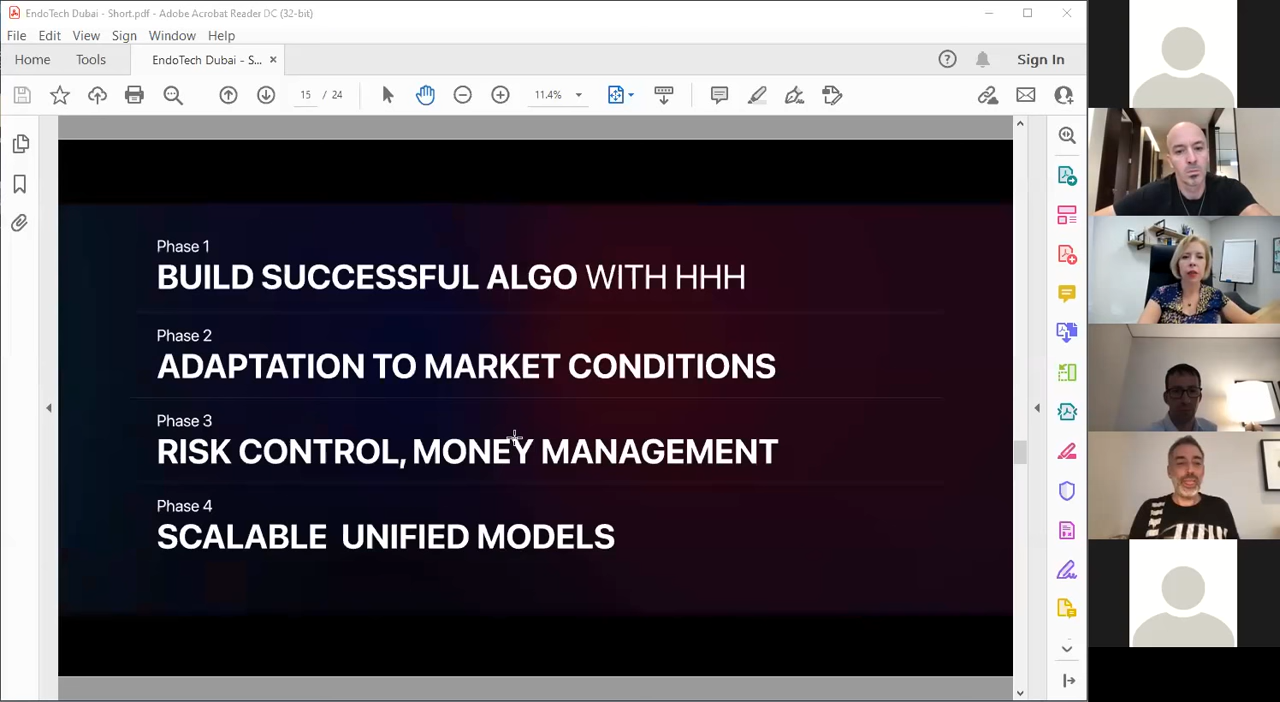 EndoTech Dubai - Short.pdf - Adobe Acrobat Reader DC (32-bit)
File Edit View Sign Window Help
Home Tools EndoTech Dubai - S... Sign In
15 / 24 11.4%
Phase 1
BUILD SUCCESSFUL ALGO WITH HHH
Phase 2
ADAPTATION TO MARKET CONDITIONS
Phase 3
RISK CONTROL, MONEY MANAGEMENT
Phase 4
SCALABLE UNIFIED MODELS